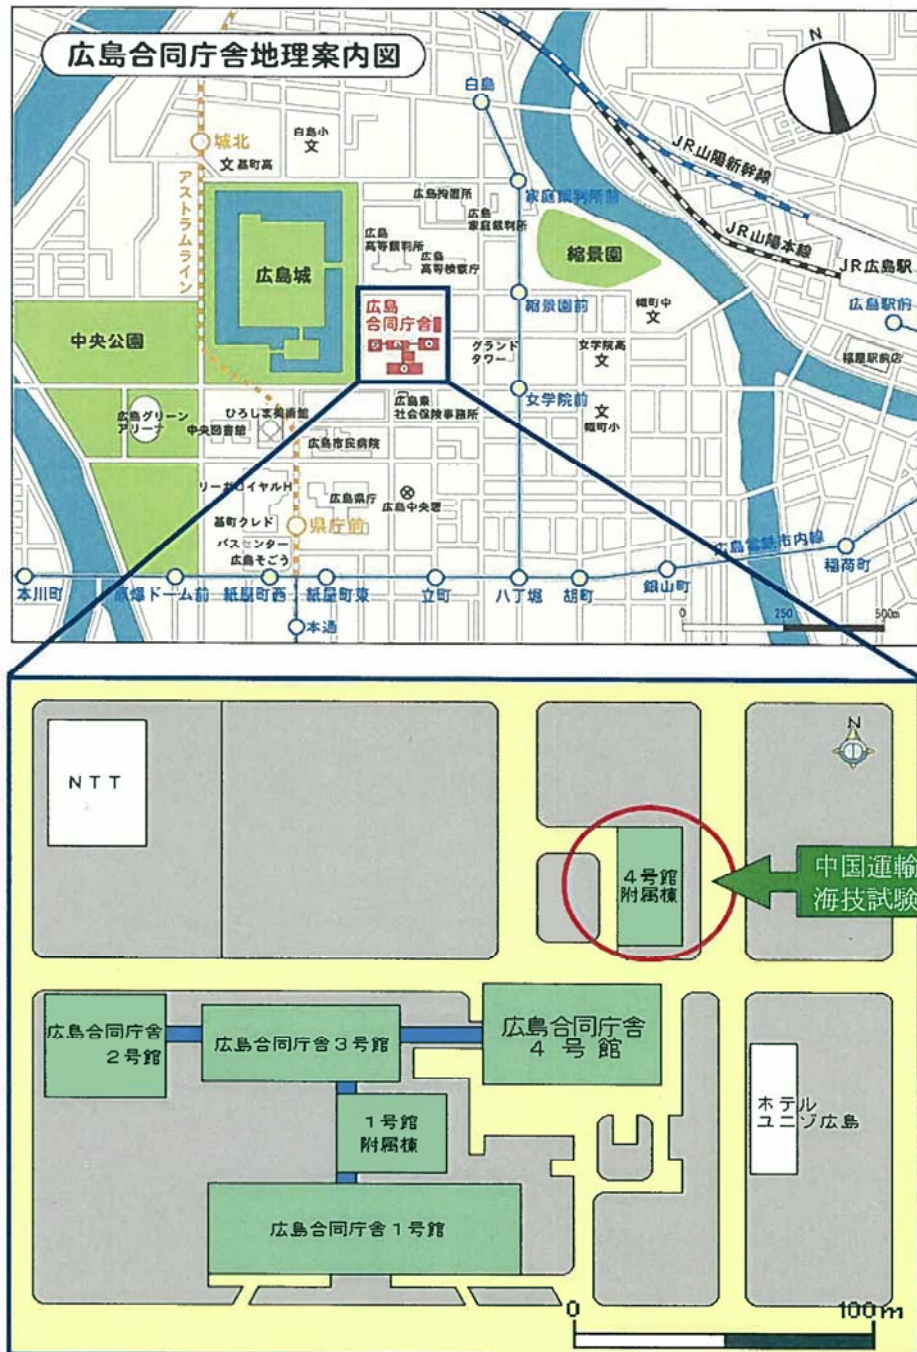 広島合同庁舎地理案内図
N
白島
城北
白島小
文
文 基町高
アストラムライン
JR山陽新幹線
JR山陽本線
JR広島駅
広島駅前
福屋駅前店
広島拘置所
広島
家庭裁判所
家庭裁判所前
広島
高等裁判所
広島
高等検察庁
縮景園
広島城
広島
合同庁舎
縮景園前
幟町中
文
中央公園
グランド
タワー
女学院高
文
女学院前
広島東
社会保険事務所
文
幟町小
広島グリーン
アリーナ
ひろしま美術館
中央図書館
広島市民病院
リーガロイヤルH
広島県庁
広島中央署
基町クレド
県庁前
バスセンター
広島そごう
広島電鉄市内線
稲荷町
本川町
原爆ドーム前
紙屋町西
紙屋町東
立町
八丁堀
胡町
銀山町
本通
0
250
500m
NTT
N
4号館
附属棟
中国運輸
海技試験
広島合同庁舎
2号館
広島合同庁舎3号館
広島合同庁舎
4号館
1号館
附属棟
ホテル
ユニゾ広島
広島合同庁舎1号館
0
100m